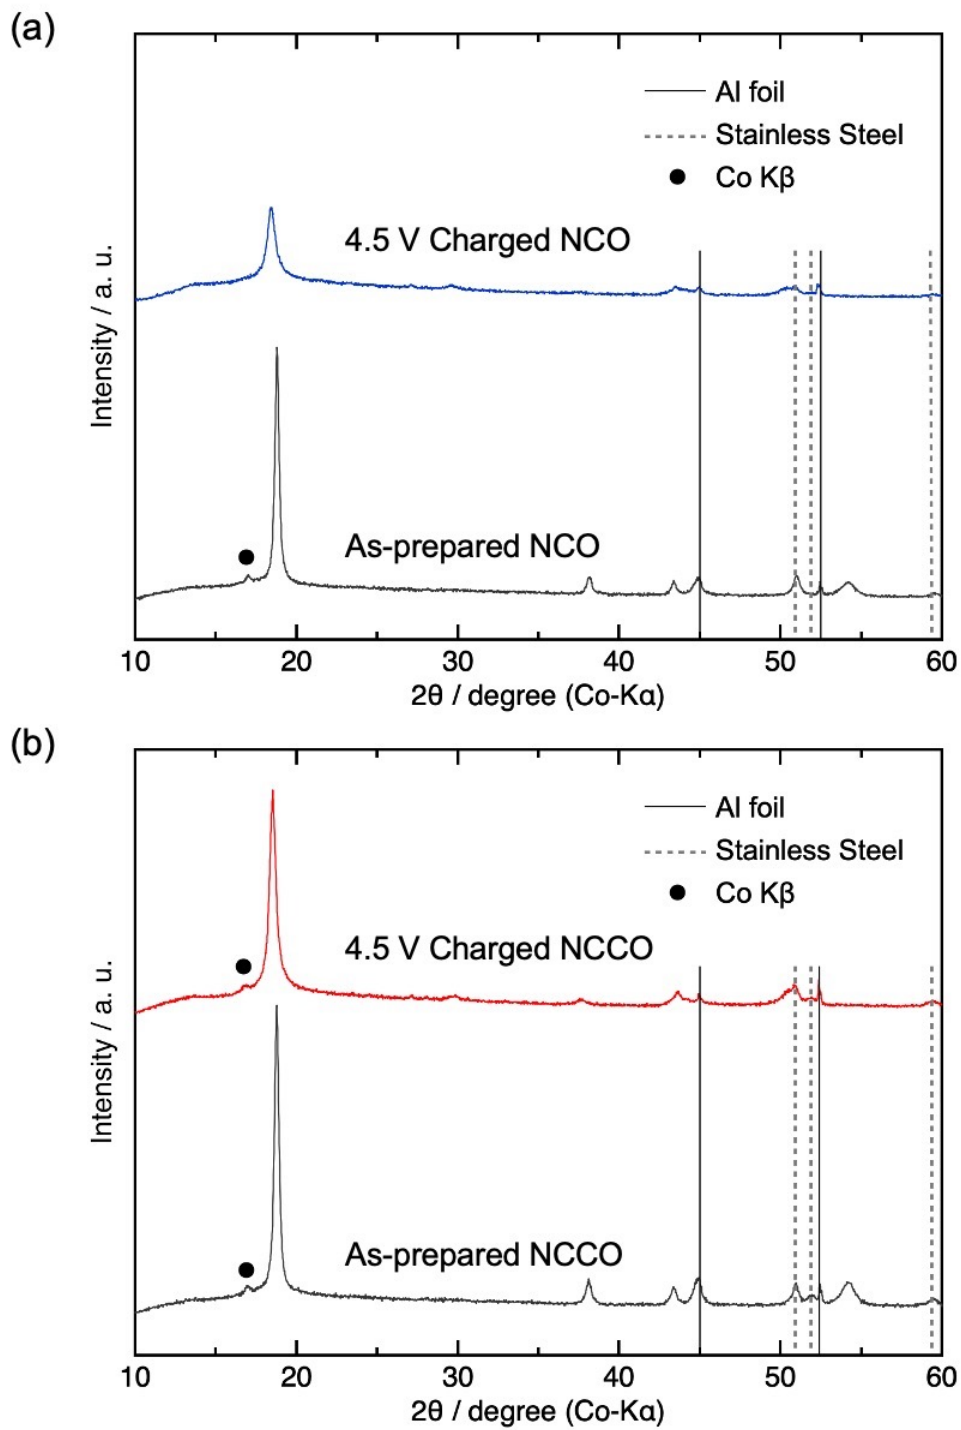 (a)
Al foil
Stainless Steel
Co Kβ
4.5 V Charged NCO
As-prepared NCO
Intensity / a. u.
10 20 30 40 50 60
2θ / degree (Co-Kα)
(b)
Al foil
Stainless Steel
Co Kβ
4.5 V Charged NCCO
As-prepared NCCO
Intensity / a. u.
10 20 30 40 50 60
2θ / degree (Co-Kα)